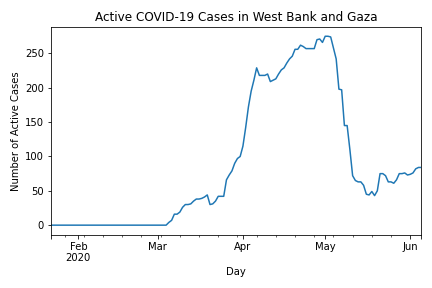 Active COVID-19 Cases in West Bank and Gaza
Number of Active Cases
250
200
150
100
50
0
Feb
2020
Mar
Apr
May
Jun
Day